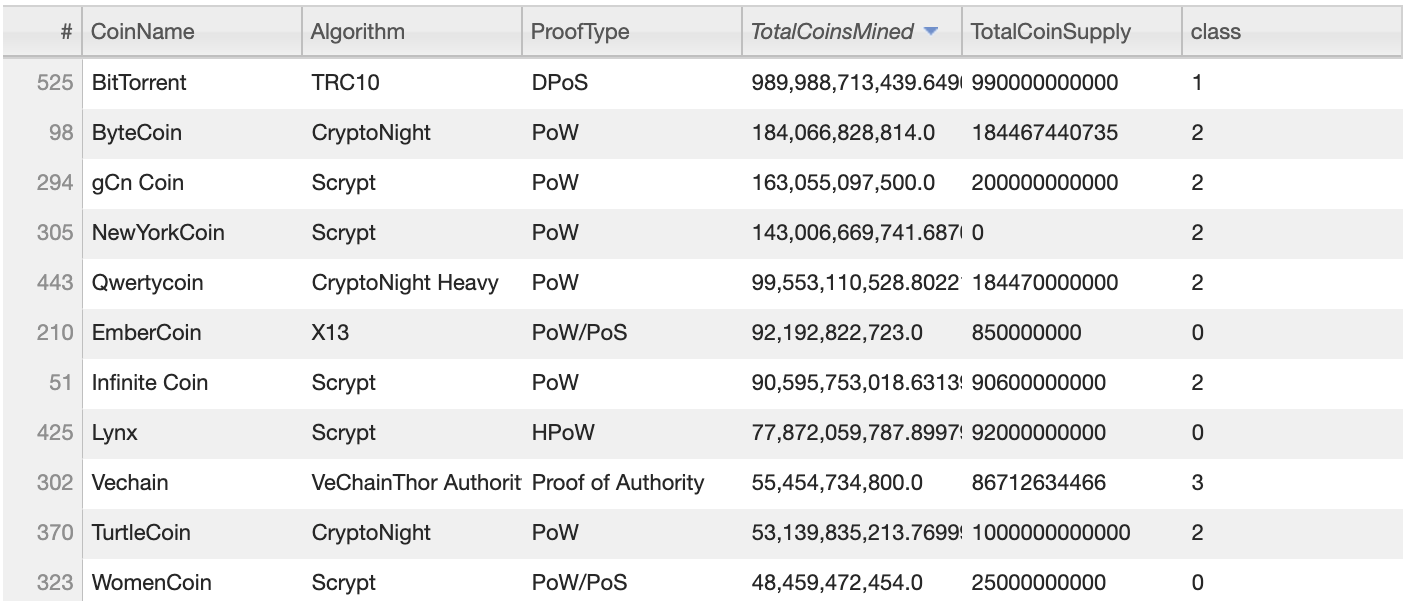 # CoinName Algorithm ProofType TotalCoinsMined TotalCoinSupply class
525 BitTorrent TRC10 DPoS 989,988,713,439.649 990000000000 1
98 ByteCoin CryptoNight PoW 184,066,828,814.0 184467440735 2
294 gCn Coin Scrypt PoW 163,055,097,500.0 200000000000 2
305 NewYorkCoin Scrypt PoW 143,006,669,741.687 0 2
443 Qwertycoin CryptoNight Heavy PoW 99,553,110,528.8022 184470000000 2
210 EmberCoin X13 PoW/PoS 92,192,822,723.0 850000000 0
51 Infinite Coin Scrypt PoW 90,595,753,018.6313 90600000000 2
425 Lynx Scrypt HPoW 77,872,059,787.8997 92000000000 0
302 Vechain VeChainThor Authorit Proof of Authority 55,454,734,800.0 86712634466 3
370 TurtleCoin CryptoNight PoW 53,139,835,213.7699 1000000000000 2
323 WomenCoin Scrypt PoW/PoS 48,459,472,454.0 25000000000 0